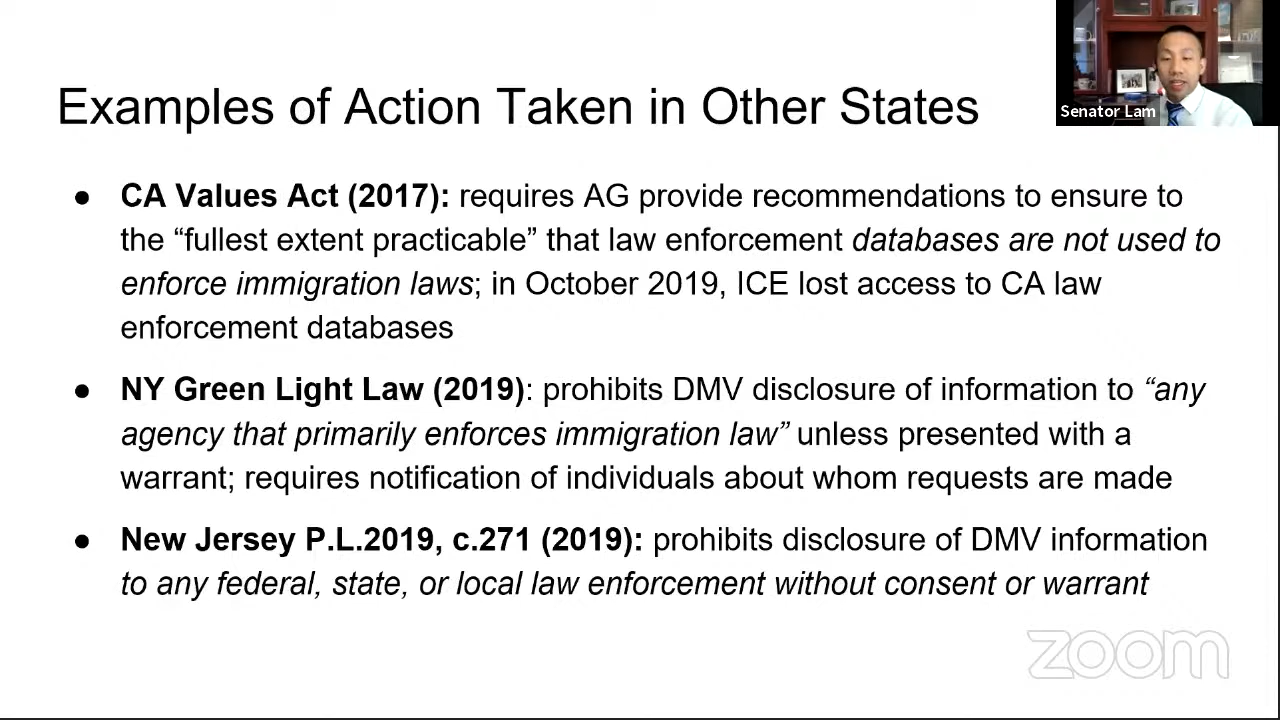 Senator Lam
Examples of Action Taken in Other States
● CA Values Act (2017): requires AG provide recommendations to ensure to
the “fullest extent practicable” that law enforcement databases are not used to
enforce immigration laws; in October 2019, ICE lost access to CA law
enforcement databases
● NY Green Light Law (2019): prohibits DMV disclosure of information to “any
agency that primarily enforces immigration law” unless presented with a
warrant; requires notification of individuals about whom requests are made
● New Jersey P.L.2019, c.271 (2019): prohibits disclosure of DMV information
to any federal, state, or local law enforcement without consent or warrant
zoom